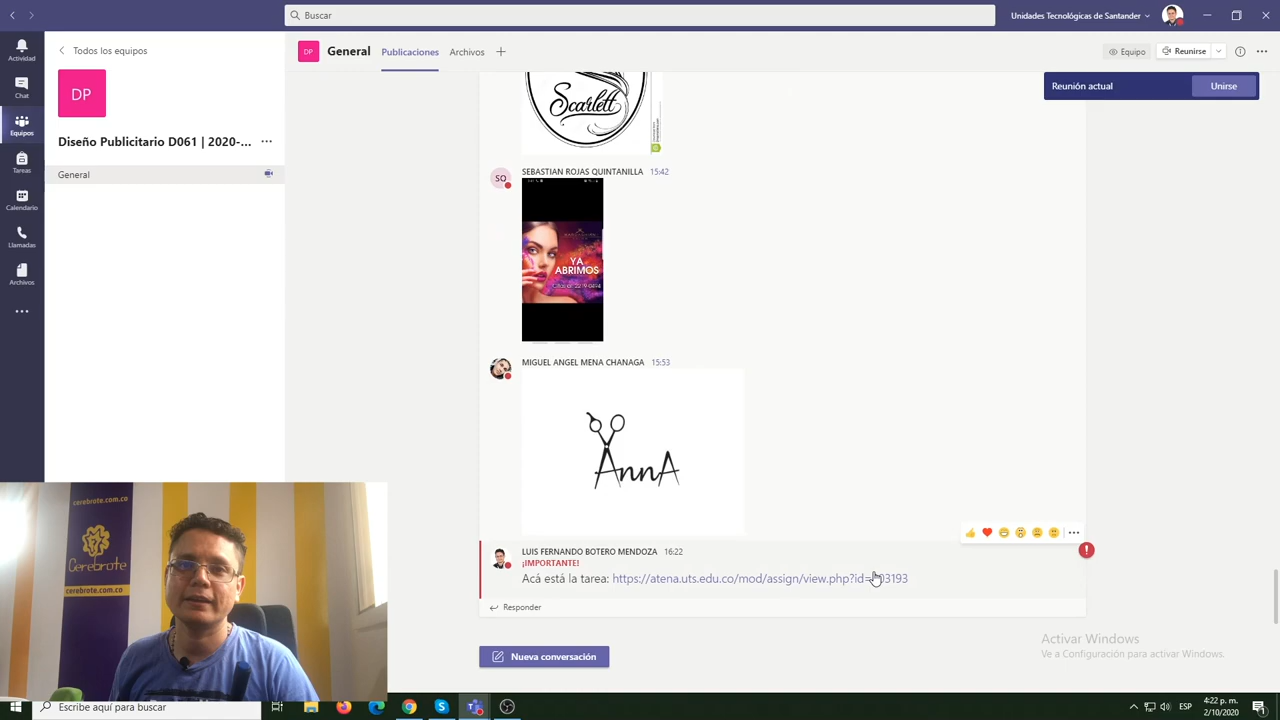 Buscar
Unidades Tecnológicas de Santander
Actividad
Chat
Equipos
Tareas
Calendario
Llamadas
Archivos
Todos los equipos
DP
Diseño Publicitario D061 | 2020-...
General
DP
General
Publicaciones
Archivos
Equipo
Reunirse
Reunión actual
Unirse
Scarlett
SQ
SEBASTIAN ROJAS QUINTANILLA 15:42
YA
ABRIMOS
MIGUEL ANGEL MENA CHANAGA 15:53
AnnA
LUIS FERNANDO BOTERO MENDOZA 16:22
¡IMPORTANTE!
Acá está la tarea: https://atena.uts.edu.co/mod/assign/view.php?id=
Responder
Nueva conversación
Activar Windows
Ve a Configuración para activar Windows.
cerebrote.com.co
Cerebrote
.com.co
Escribe aquí para buscar
ESP
4:22 p.m.
2/10/2020